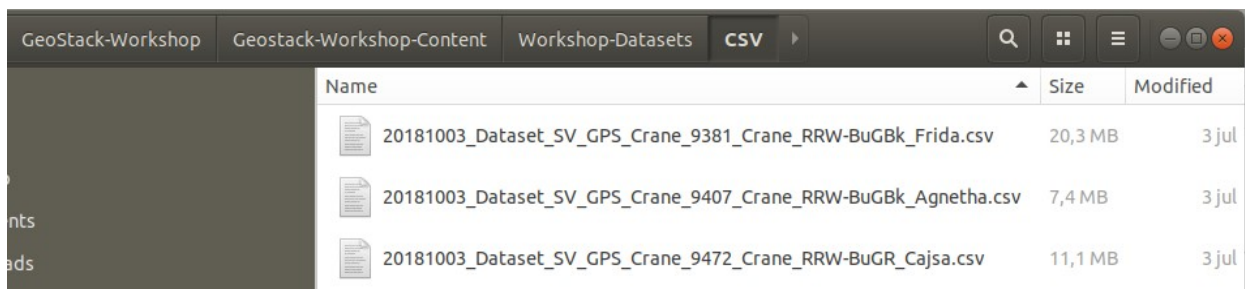 GeoStack-Workshop Geostack-Workshop-Content Workshop-Datasets CSV
Name Size Modified
20181003_Dataset_SV_GPS_Crane_9381_Crane_RRW-BuGBk_Frida.csv 20,3 MB 3 jul
20181003_Dataset_SV_GPS_Crane_9407_Crane_RRW-BuGBk_Agnetha.csv 7,4 MB 3 jul
nts
20181003_Dataset_SV_GPS_Crane_9472_Crane_RRW-BuGR_Cajsa.csv 11,1 MB 3 jul
ads